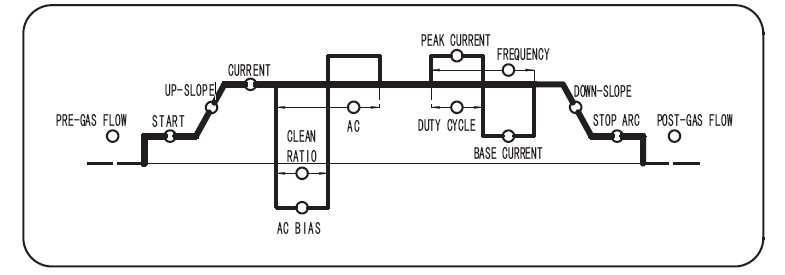 PRE-GAS FLOW
START
UP-SLOPE
CURRENT
AC
CLEAN
RATIO
AC BIAS
PEAK CURRENT
FREQUENCY
DUTY CYCLE
BASE CURRENT
DOWN-SLOPE
STOP ARC
POST-GAS FLOW